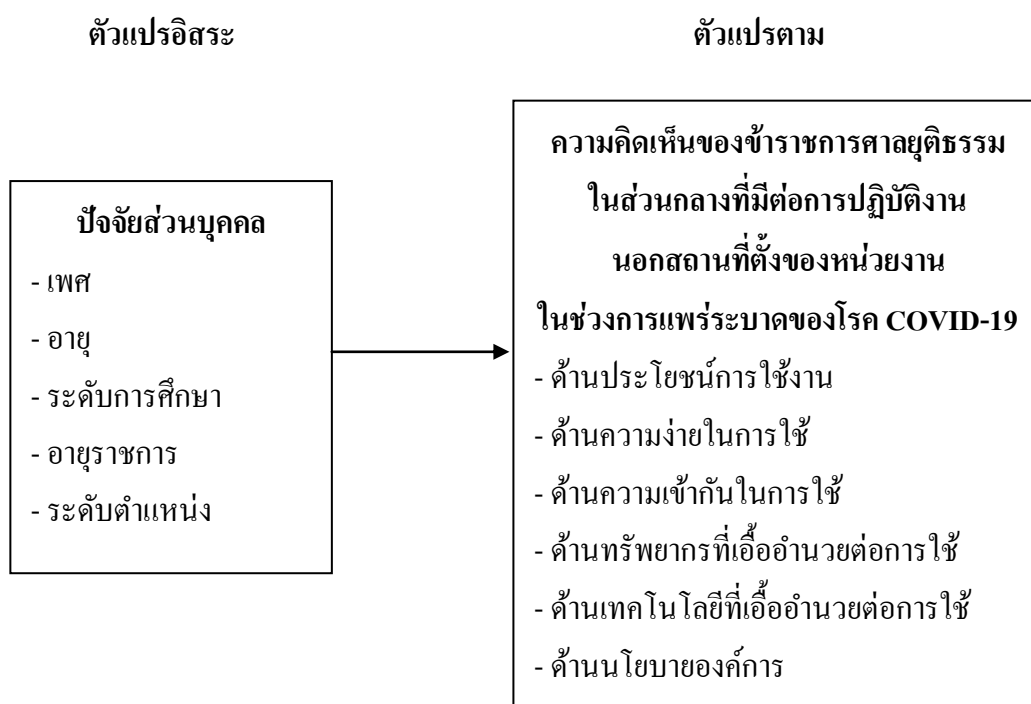 ตัวแปรอิสระ
ตัวแปรตาม
ปัจจัยส่วนบุคคล
- เพศ
- อายุ
- ระดับการศึกษา
- อายุราชการ
- ระดับตำแหน่ง
ความคิดเห็นของข้าราชการศาลยุติธรรม
ในส่วนกลางที่มีต่อการปฏิบัติงาน
นอกสถานที่ตั้งของหน่วยงาน
ในช่วงการแพร่ระบาดของโรค COVID-19
- ด้านประโยชน์การใช้งาน
- ด้านความง่ายในการใช้
- ด้านความเข้ากันในการใช้
- ด้านทรัพยากรที่เอื้ออำนวยต่อการใช้
- ด้านเทคโนโลยีที่เอื้ออำนวยต่อการใช้
- ด้านนโยบายองค์การ